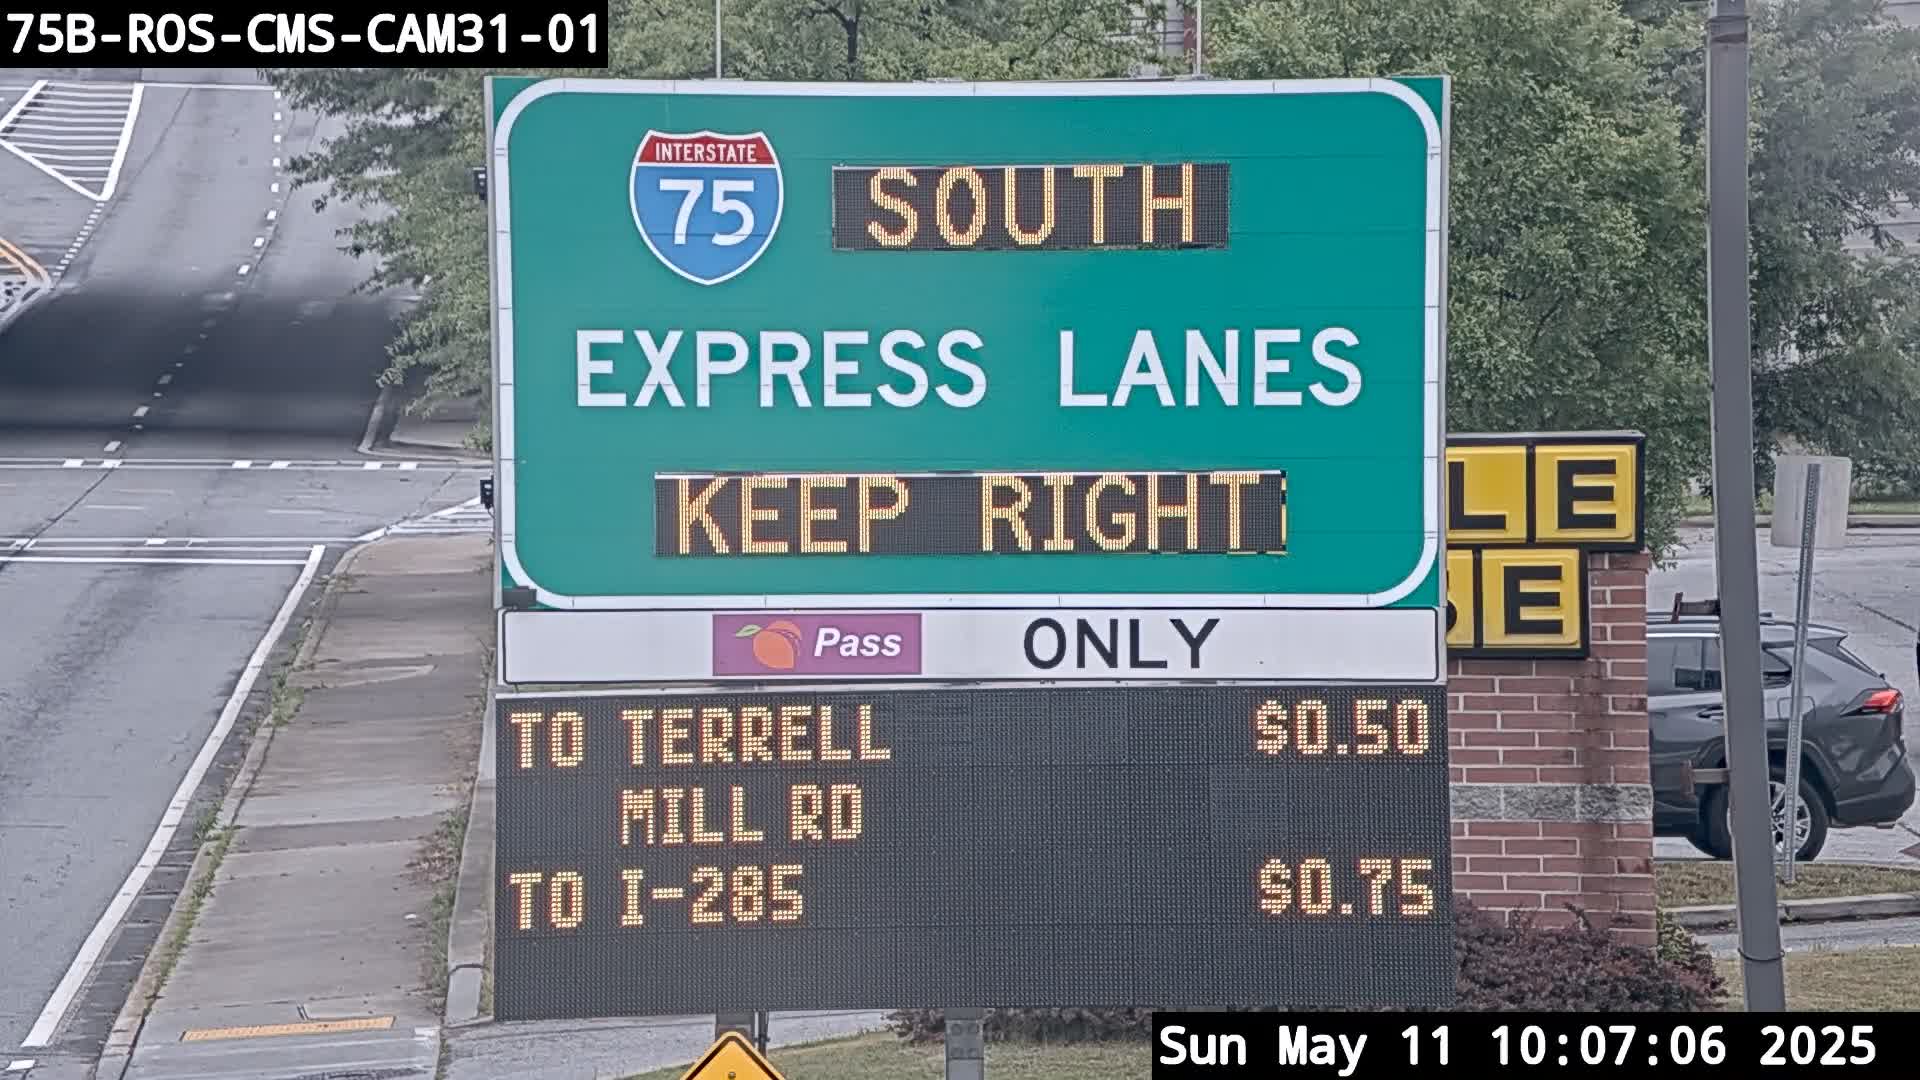 75B-ROS-CMS-CAM31-01
INTERSTATE
75
SOUTH
EXPRESS LANES
KEEP RIGHT
Pass ONLY
TO TERRELL $0.50
MILL RD
TO I-285 $0.75
LE
E
Sun May 11 10:07:06 2025